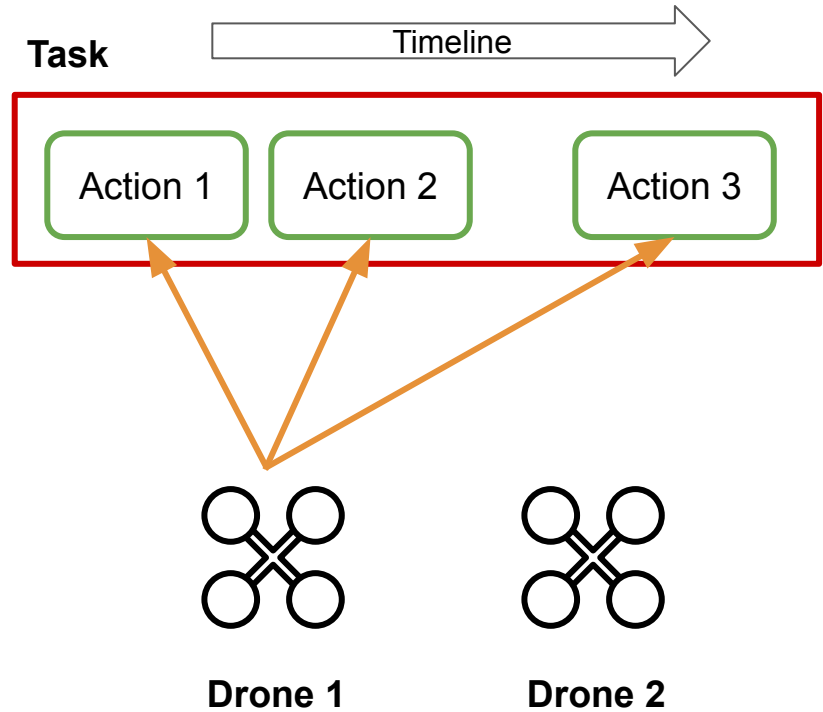 Timeline
Task
Action 1
Action 2
Action 3
Drone 1
Drone 2